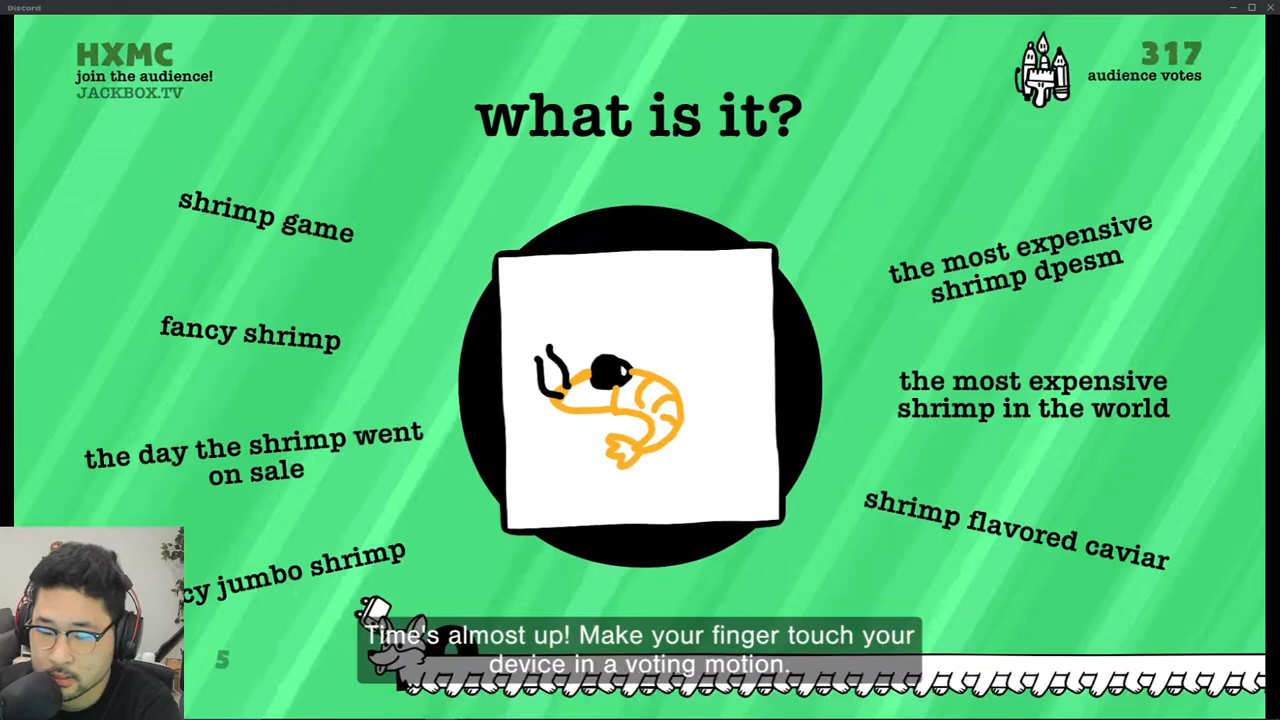 Discord
HXMC
join the audience!
JACKBOX.TV
317
audience votes
what is it?
shrimp game
fancy shrimp
the day the shrimp went
on sale
cy jumbo shrimp
the most expensive
shrimp dpesm
the most expensive
shrimp in the world
shrimp flavored caviar
5
Time's almost up! Make your finger touch your
device in a voting motion.